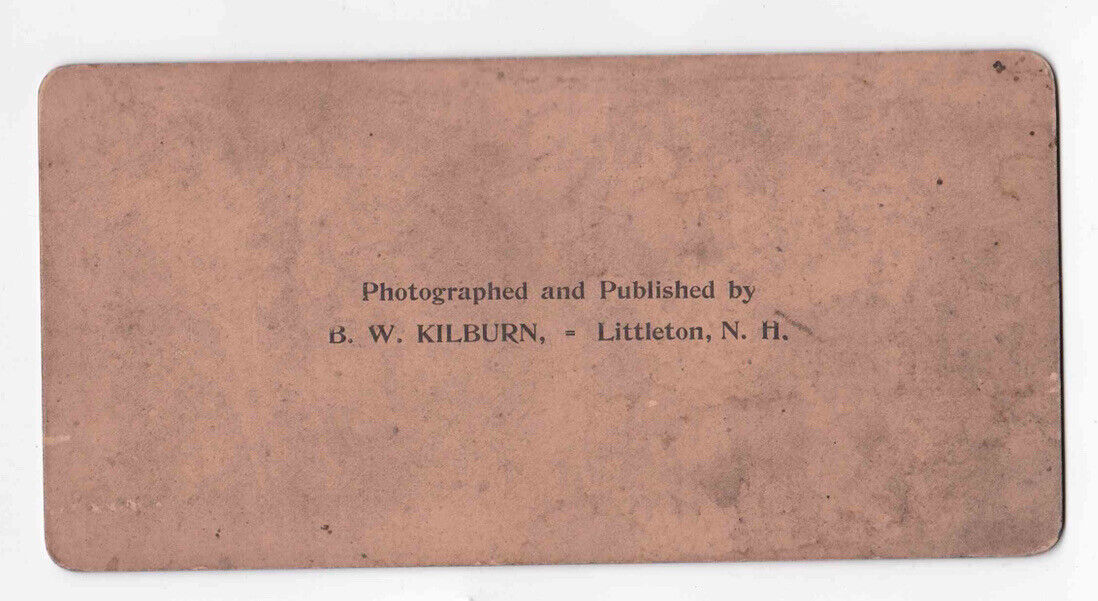 Photographed and Published by
B. W. KILBURN, = Littleton, N. H.